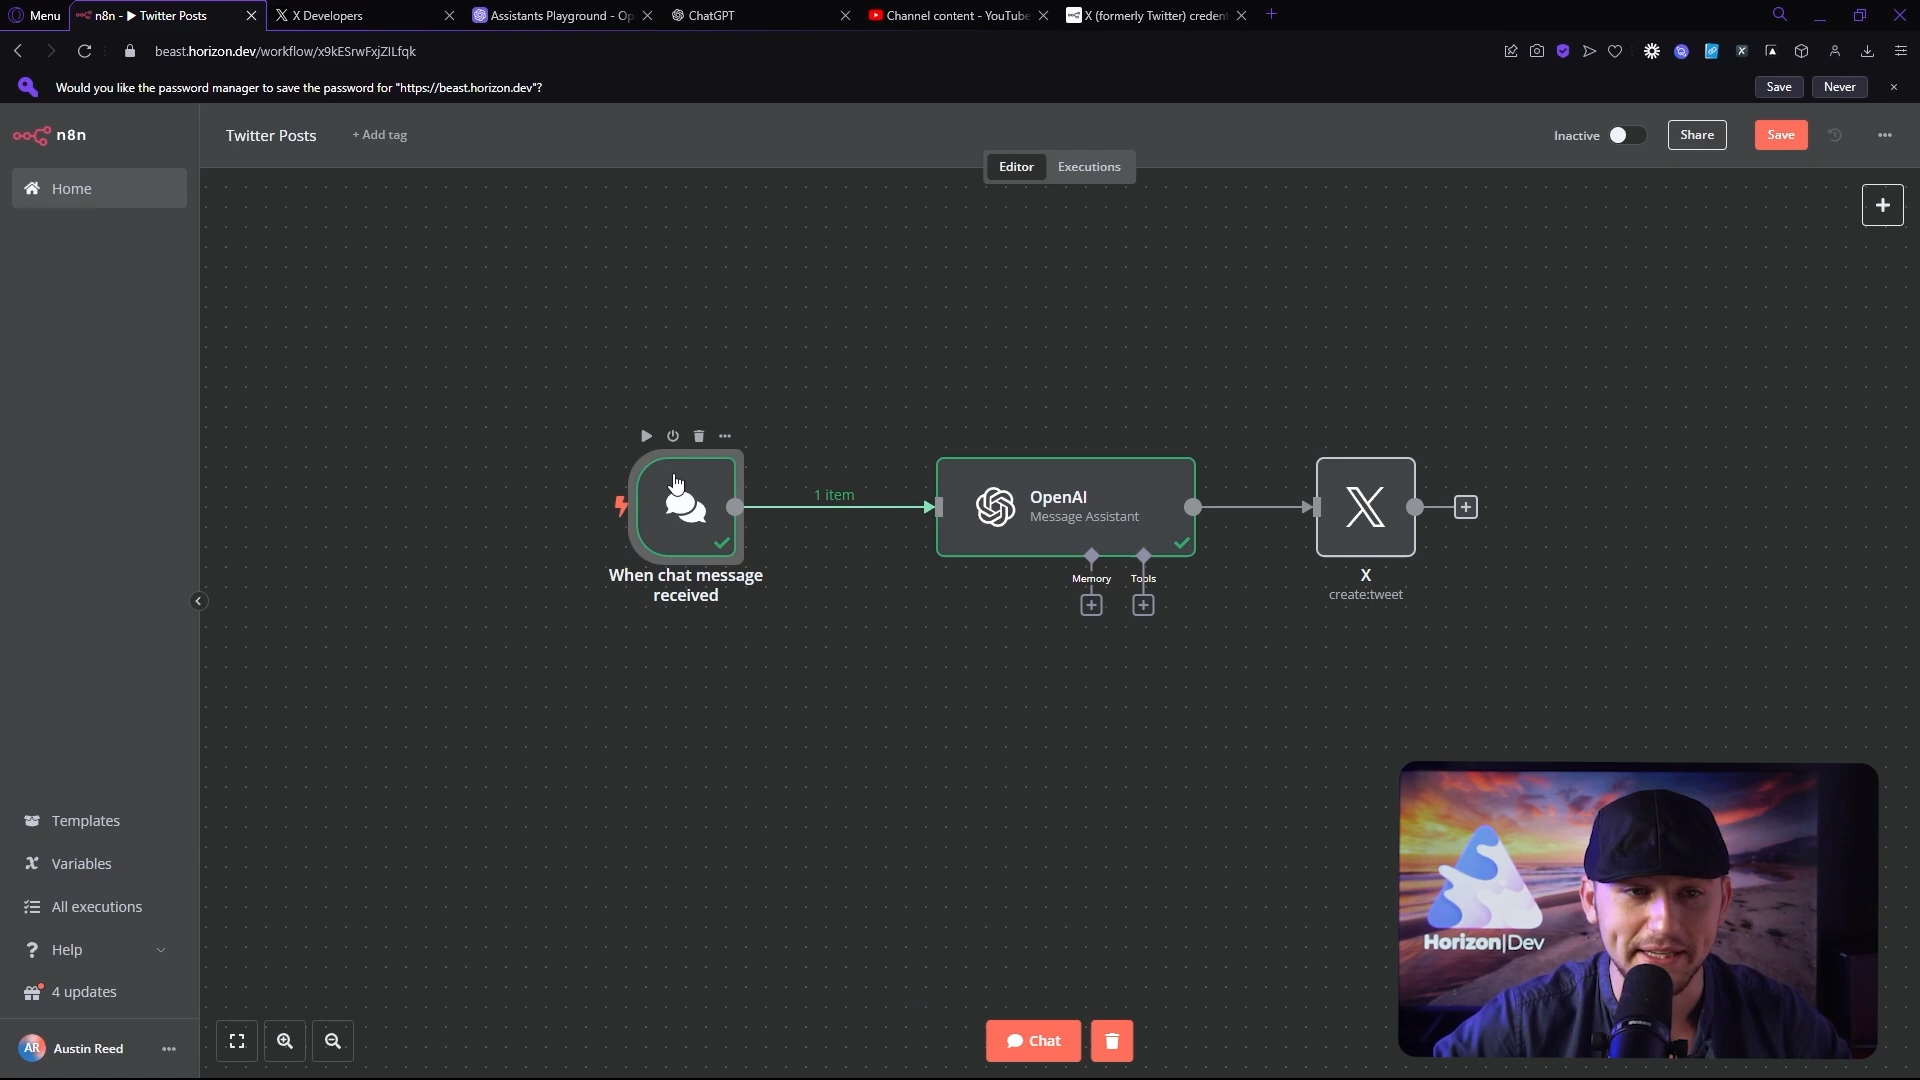 Menu
n8n - ▶ Twitter Posts
X Developers
Assistants Playground - Op
ChatGPT
Channel content - YouTube
X (formerly Twitter) creden
beast.horizon.dev/workflow/x9kESrwFxjZILfqk
Would you like the password manager to save the password for "https://beast.horizon.dev"?
Save
Never
n8n
Twitter Posts
+ Add tag
Inactive
Share
Save
Editor
Executions
Home
1 item
OpenAI
Message Assistant
Memory
Tools
When chat message
received
X
create:tweet
Templates
Variables
All executions
Help
4 updates
AR
Austin Reed
Chat
Horizon|Dev